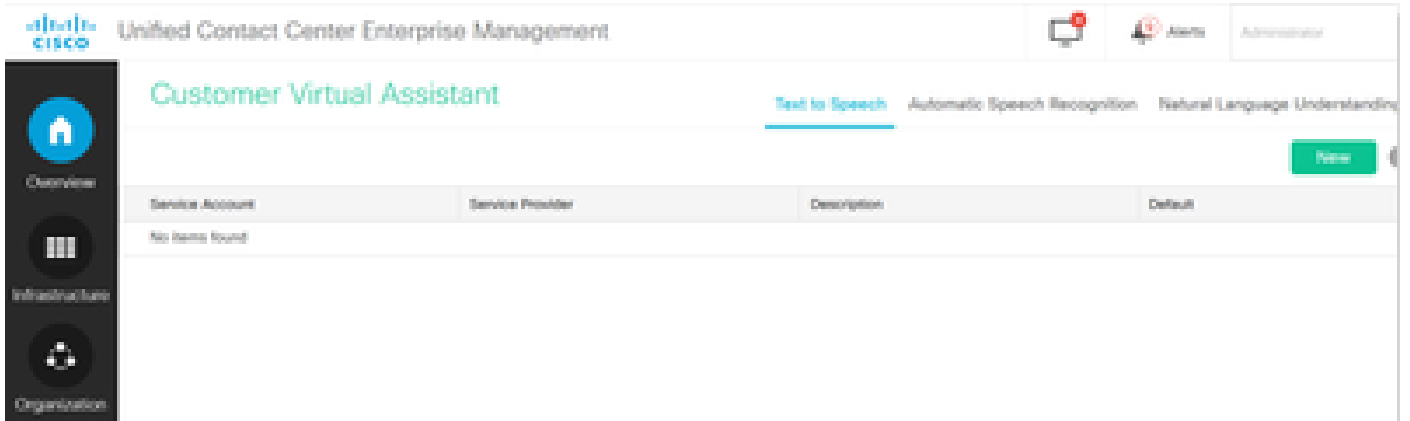 CISCO
Unified Contact Center Enterprise Management
Alerts
Administrator
Customer Virtual Assistant
Text to Speech
Automatic Speech Recognition
Natural Language Understanding
New
Overview
Service Account
Service Provider
Description
Default
No items found
Infrastructure
Organization